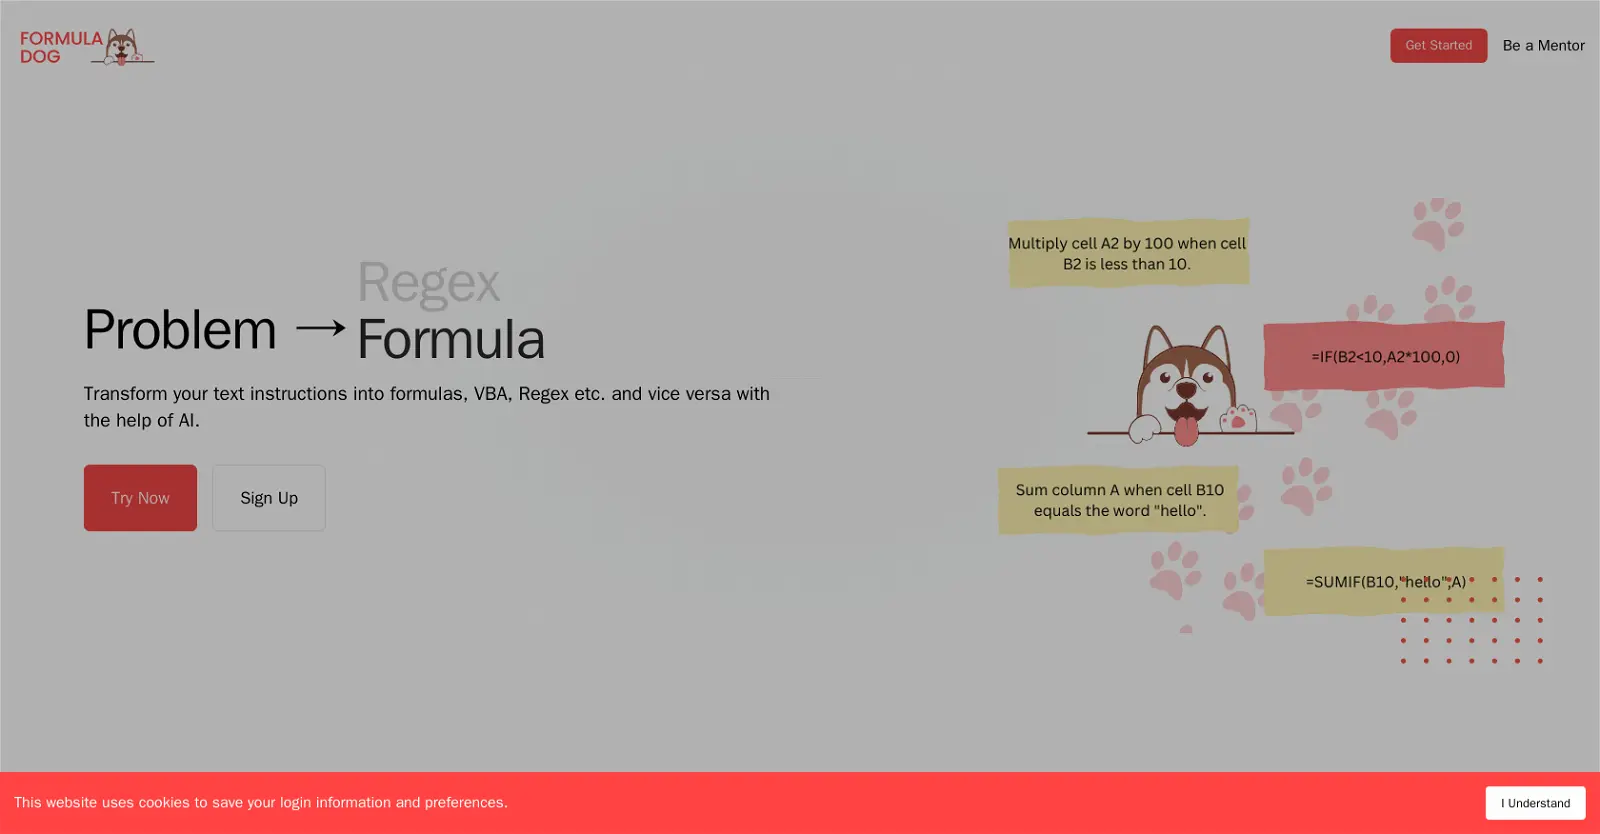 FORMULA
DOG
Get Started
Be a Mentor
Regex
Problem → Formula
Transform your text instructions into formulas, VBA, Regex etc. and vice versa with
the help of AI.
Try Now
Sign Up
Multiply cell A2 by 100 when cell
B2 is less than 10.
=IF(B2<10,A2*100,0)
Sum column A when cell B10
equals the word "hello".
=SUMIF(B10,"hello",A)
This website uses cookies to save your login information and preferences.
I Understand